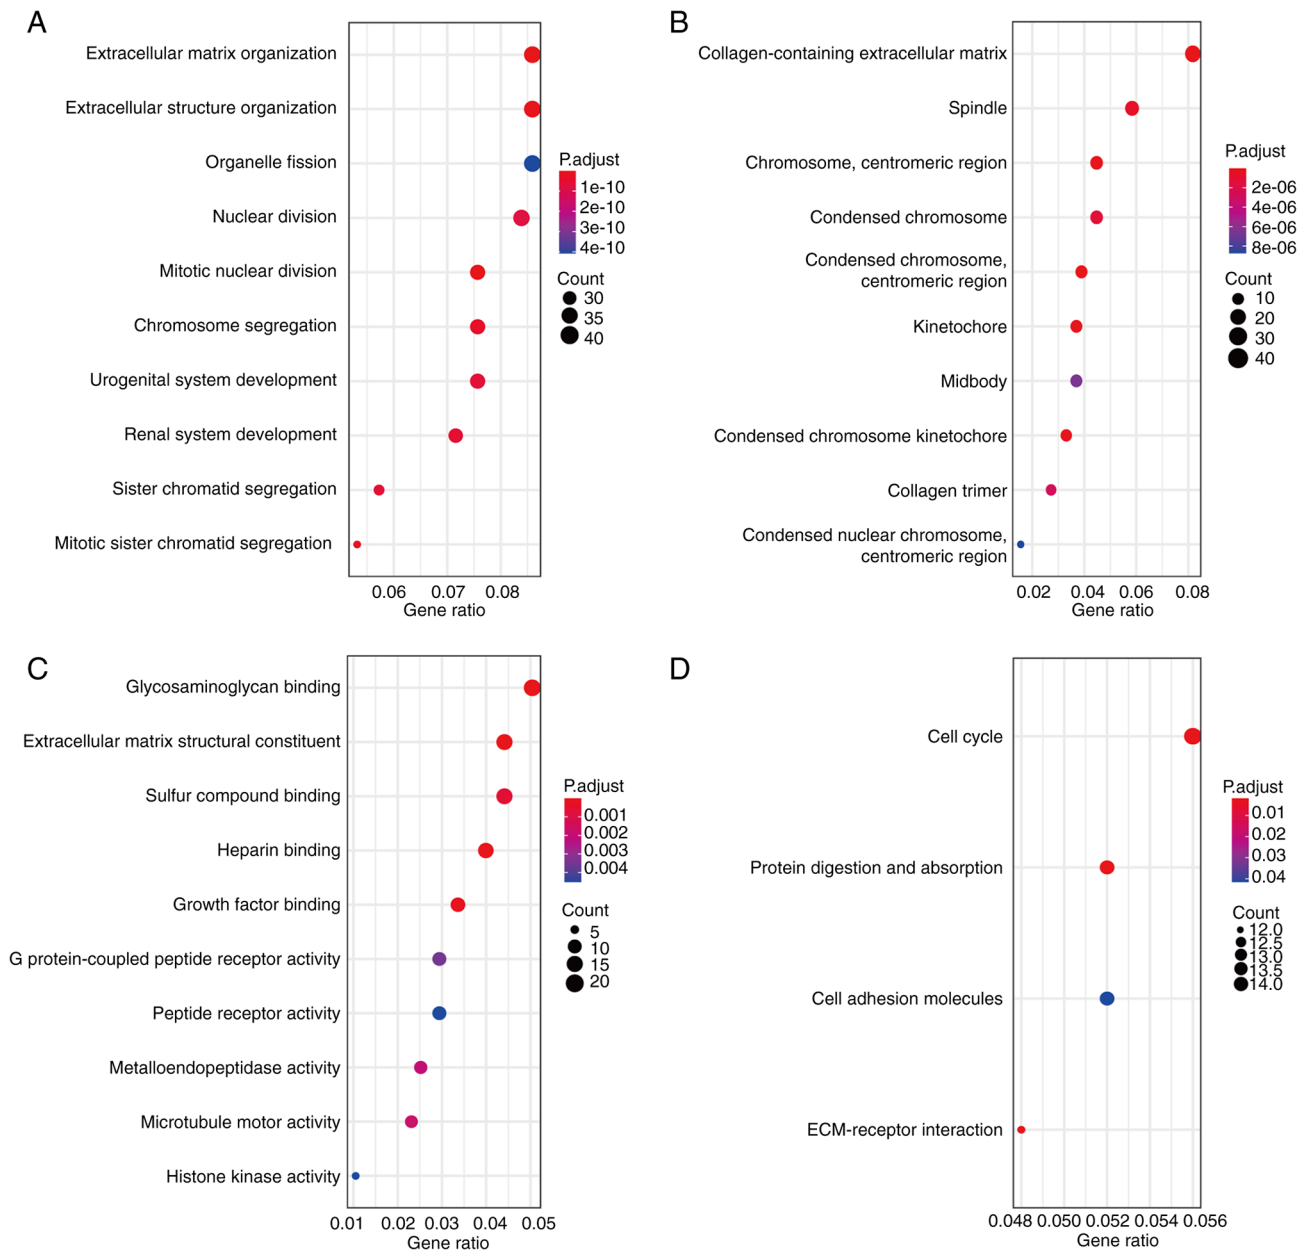 A
Extracellular matrix organization
Extracellular structure organization
Organelle fission
Nuclear division
Mitotic nuclear division
Chromosome segregation
Urogenital system development
Renal system development
Sister chromatid segregation
Mitotic sister chromatid segregation
0.06 0.07 0.08
Gene ratio
P.adjust
1e-10
2e-10
3e-10
4e-10
Count
30
35
40
B
Collagen-containing extracellular matrix
Spindle
Chromosome, centromeric region
Condensed chromosome
Condensed chromosome,
centromeric region
Kinetochore
Midbody
Condensed chromosome kinetochore
Collagen trimer
Condensed nuclear chromosome,
centromeric region
0.02 0.04 0.06 0.08
Gene ratio
P.adjust
2e-06
4e-06
6e-06
8e-06
Count
10
20
30
40
C
Glycosaminoglycan binding
Extracellular matrix structural constituent
Sulfur compound binding
Heparin binding
Growth factor binding
G protein-coupled peptide receptor activity
Peptide receptor activity
Metalloendopeptidase activity
Microtubule motor activity
Histone kinase activity
0.01 0.02 0.03 0.04 0.05
Gene ratio
P.adjust
0.001
0.002
0.003
0.004
Count
5
10
15
20
D
Cell cycle
Protein digestion and absorption
Cell adhesion molecules
ECM-receptor interaction
0.048 0.050 0.052 0.054 0.056
Gene ratio
P.adjust
0.01
0.02
0.03
0.04
Count
12.0
12.5
13.0
13.5
14.0